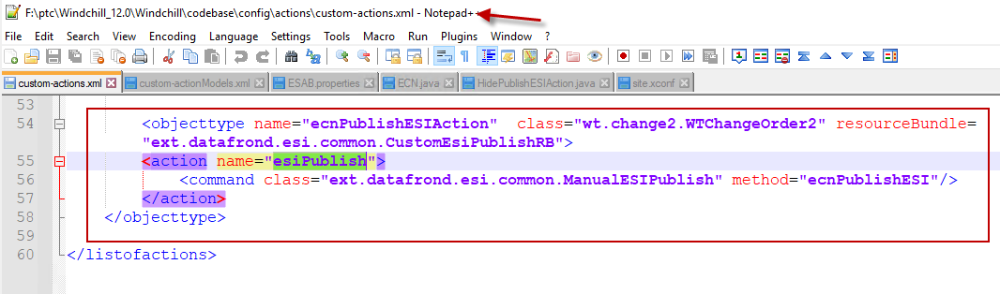 F:\ptc\Windchill_12.0\Windchill\codebase\config\actions\custom-actions.xml - Notepad++
File Edit Search View Encoding Language Settings Tools Macro Run Plugins Window ?
custom-actions.xml custom-actionModels.xml ESAB.properties ECN.java HidePublishESIAction.java site.xconf
53
54 <objecttype name="ecnPublishESIAction" class="wt.change2.WTChangeOrder2" resourceBundle=
"ext.datafrond.esi.common.CustomEsiPublishRB">
55 <action name="esiPublish">
56 <command class="ext.datafrond.esi.common.ManualESIPublish" method="ecnPublishESI"/>
57 </action>
58 </objecttype>
59
60 </listofactions>